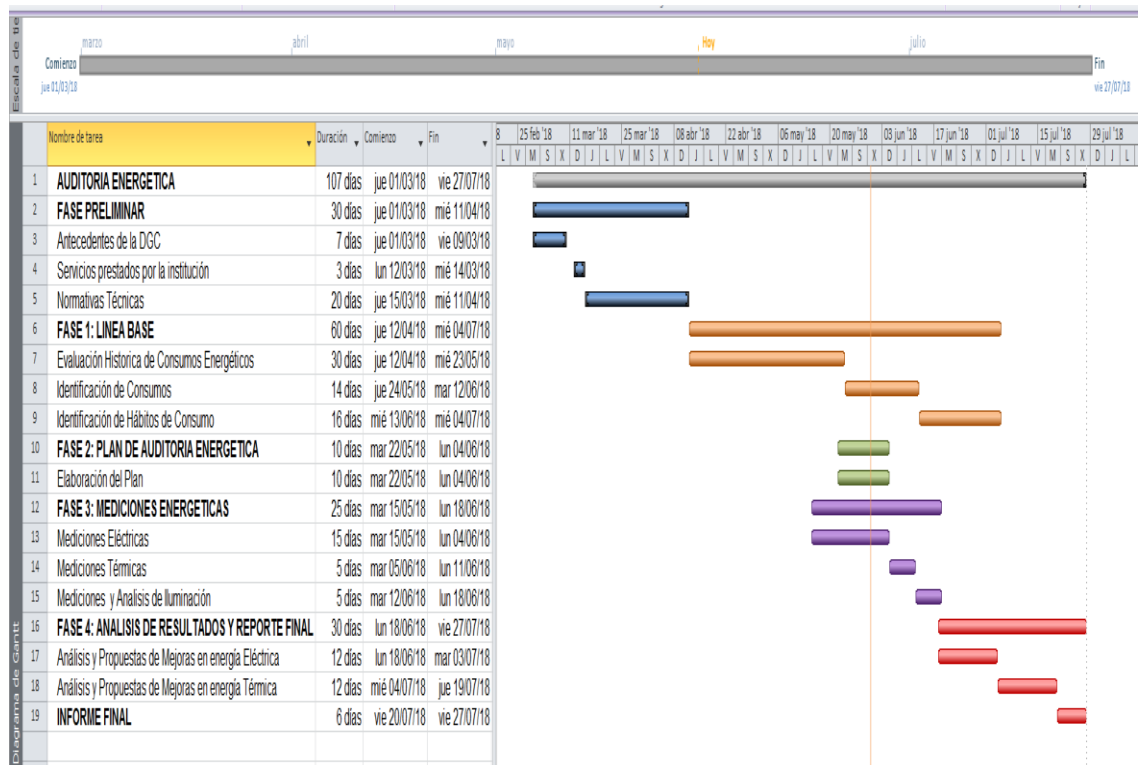 Escala de tie
marzo abril mayo Hoy julio
Comienzo
jue 01/03/18
Fin
vie 27/07/18
Diagrama de Gantt
Nombre de tarea Duración Comienzo Fin
8 25 feb '18 11 mar '18 25 mar '18 08 abr '18 22 abr '18 06 may '18 20 may '18 03 jun '18 17 jun '18 01 jul '18 15 jul '18 29 jul '18
L V M S X D J L V M S X D J L V M S X D J L V M S X D J L V M S X D J L V M S X D J L
1 AUDITORIA ENERGETICA 107 días jue 01/03/18 vie 27/07/18
2 FASE PRELIMINAR 30 días jue 01/03/18 mié 11/04/18
3 Antecedentes de la DGC 7 días jue 01/03/18 vie 09/03/18
4 Servicios prestados por la institución 3 días lun 12/03/18 mié 14/03/18
5 Normativas Técnicas 20 días jue 15/03/18 mié 11/04/18
6 FASE 1: LINEA BASE 60 días jue 12/04/18 mié 04/07/18
7 Evaluación Historica de Consumos Energéticos 30 días jue 12/04/18 mié 23/05/18
8 Identificación de Consumos 14 días jue 24/05/18 mar 12/06/18
9 Identificación de Hábitos de Consumo 16 días mié 13/06/18 mié 04/07/18
10 FASE 2: PLAN DE AUDITORIA ENERGETICA 10 días mar 22/05/18 lun 04/06/18
11 Elaboración del Plan 10 días mar 22/05/18 lun 04/06/18
12 FASE 3: MEDICIONES ENERGETICAS 25 días mar 15/05/18 lun 18/06/18
13 Mediciones Eléctricas 15 días mar 15/05/18 lun 04/06/18
14 Mediciones Térmicas 5 días mar 05/06/18 lun 11/06/18
15 Mediciones y Analisis de Iluminación 5 días mar 12/06/18 lun 18/06/18
16 FASE 4: ANALISIS DE RESULTADOS Y REPORTE FINAL 30 días lun 18/06/18 vie 27/07/18
17 Análisis y Propuestas de Mejoras en energía Eléctrica 12 días lun 18/06/18 mar 03/07/18
18 Análisis y Propuestas de Mejoras en energía Térmica 12 días mié 04/07/18 jue 19/07/18
19 INFORME FINAL 6 días vie 20/07/18 vie 27/07/18